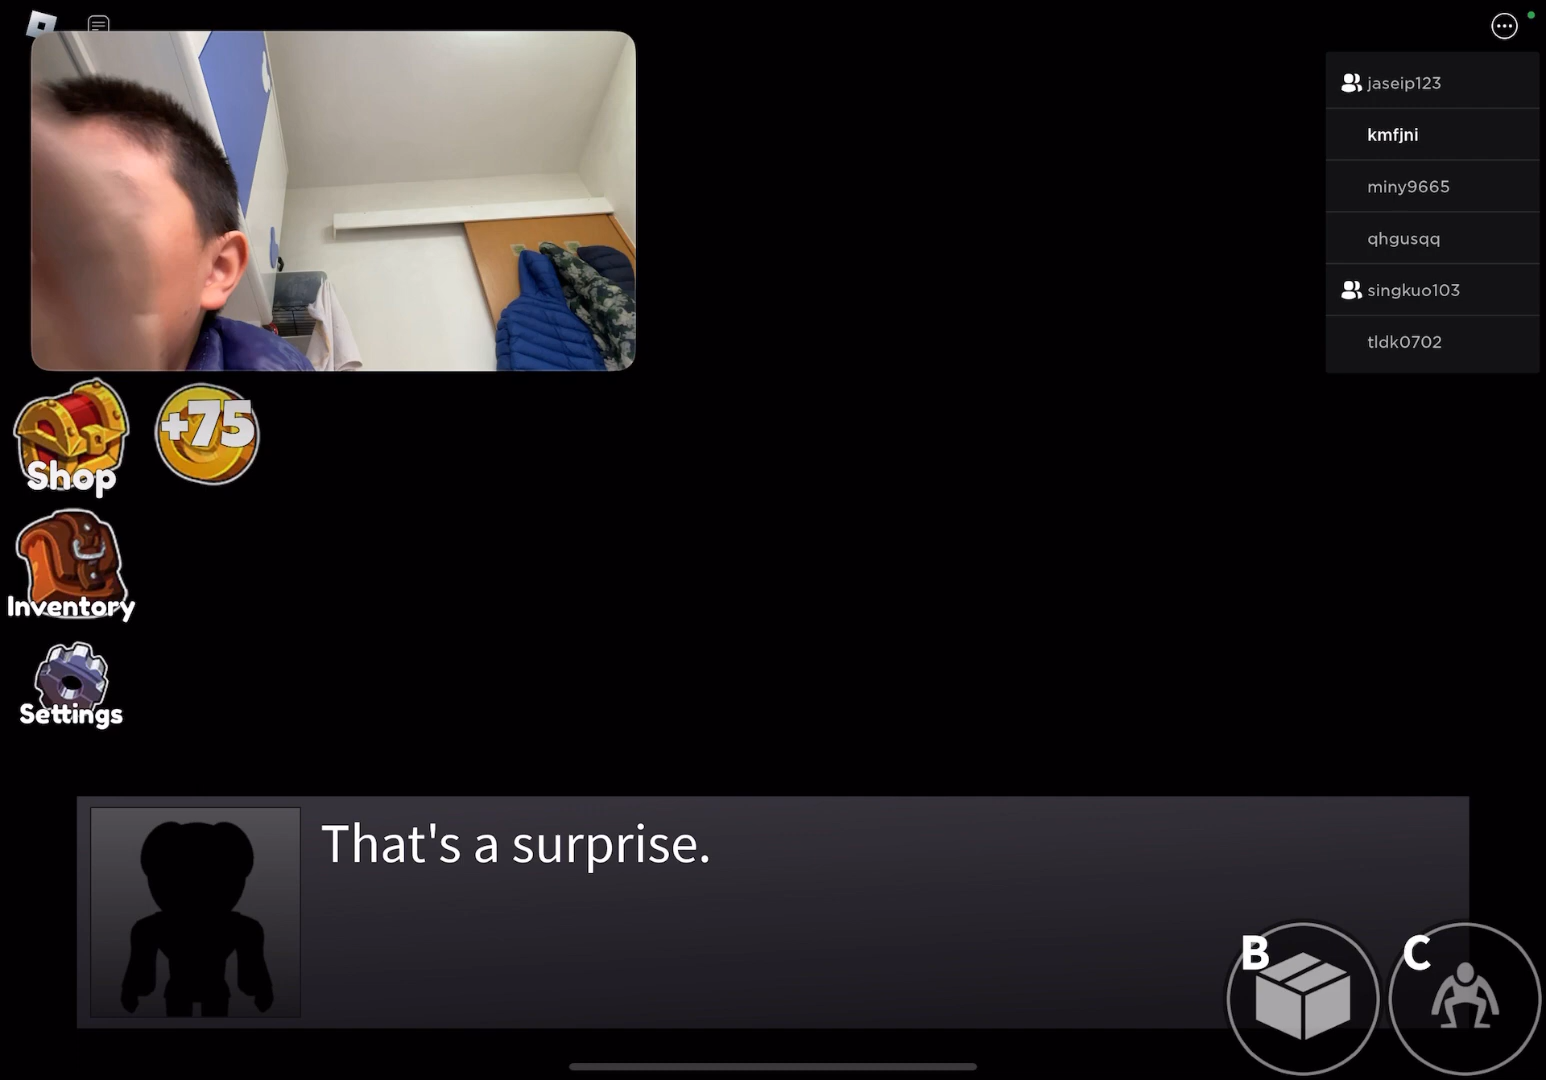 jaseip123
kmfjni
miny9665
qhgusqq
singkuo103
tldk0702
+75
Shop
Inventory
Settings
That's a surprise.
B
C